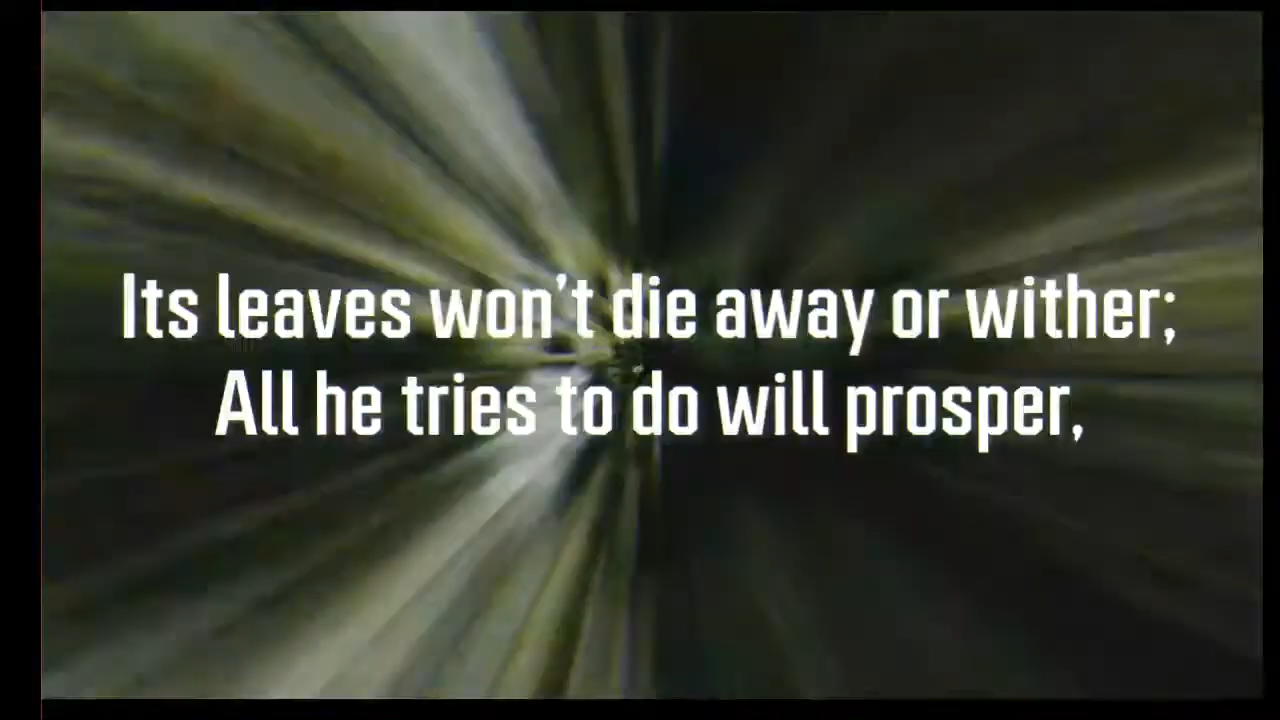 Its leaves won't die away or wither;
All he tries to do will prosper,